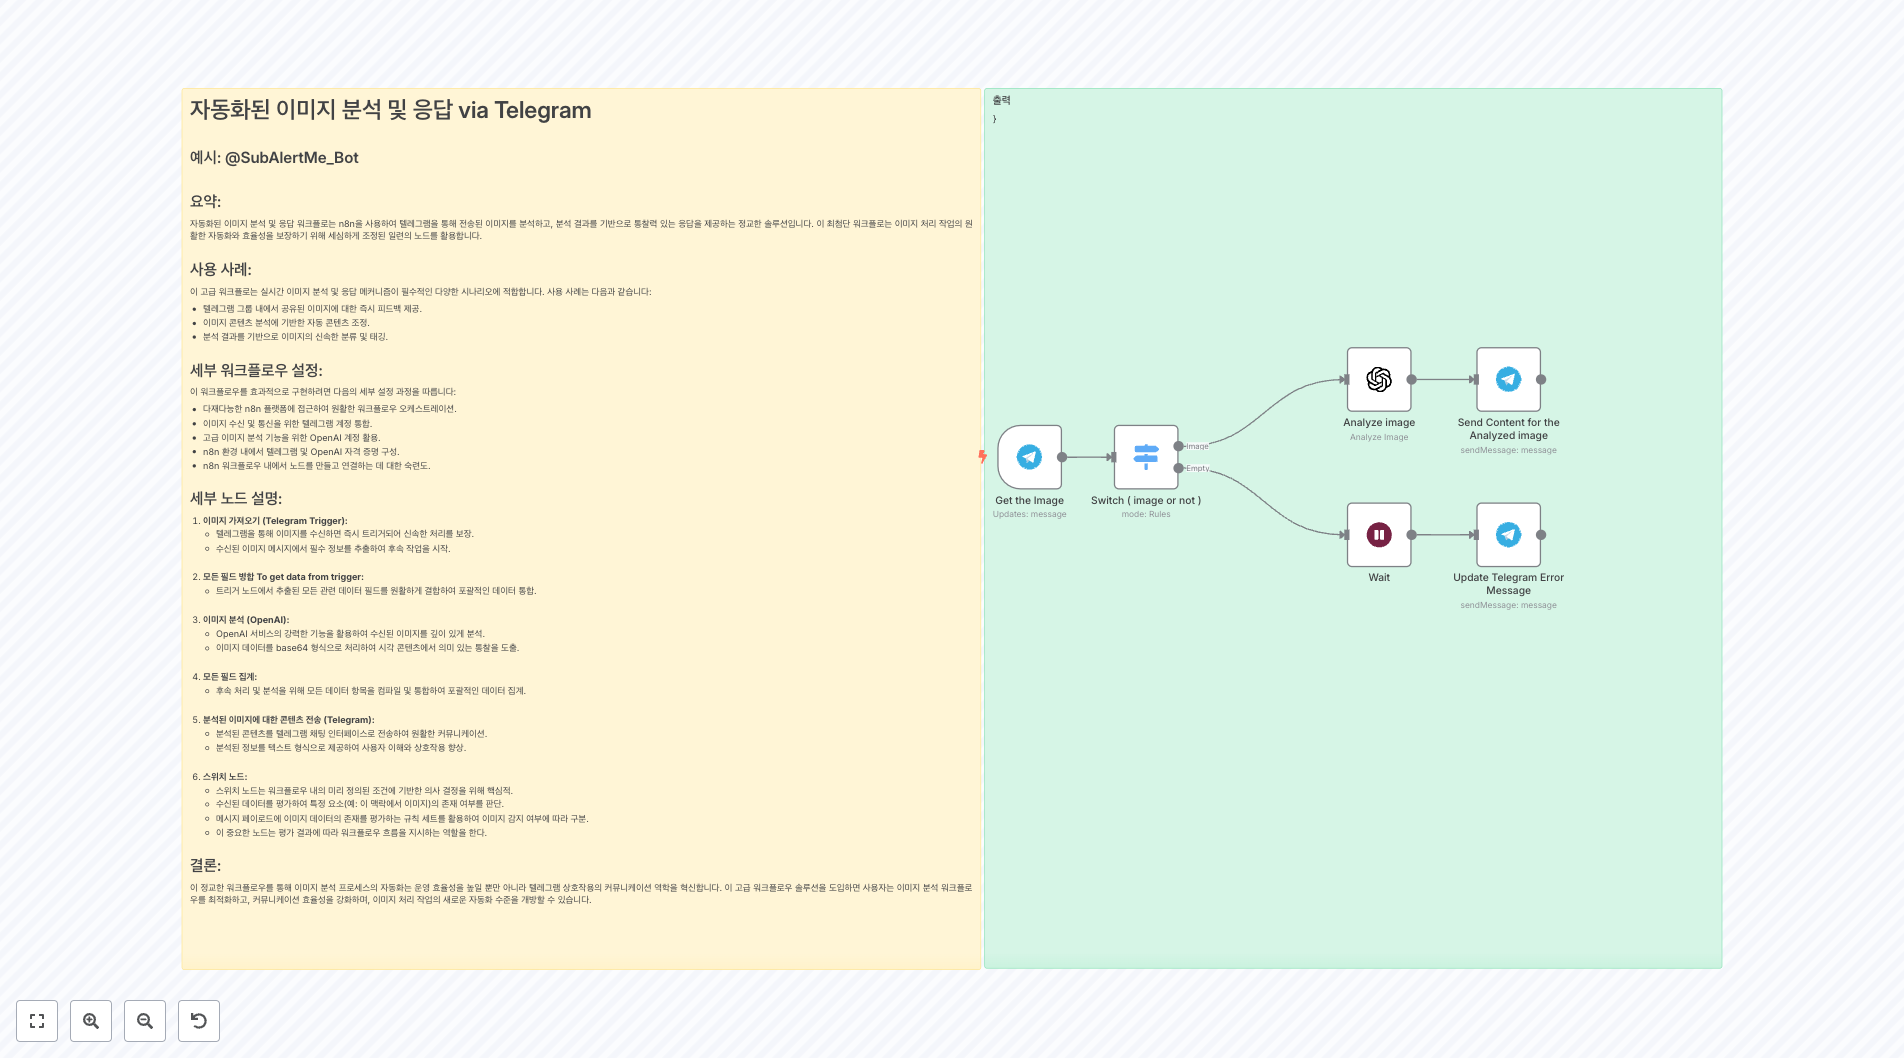 자동화된 이미지 분석 및 응답 via Telegram
예시: @SubAlertMe_Bot
요약:
자동화된 이미지 분석 및 응답 워크플로는 n8n을 사용하여 텔레그램을 통해 전송된 이미지를 분석하고, 분석 결과를 기반으로 통찰력 있는 응답을 제공하는 정교한 솔루션입니다. 이 최첨단 워크플로는 이미지 처리 작업의 원
활한 자동화와 효율성을 보장하기 위해 세심하게 조정된 일련의 노드를 활용합니다.
사용 사례:
이 고급 워크플로는 실시간 이미지 분석 및 응답 메커니즘이 필수적인 다양한 시나리오에 적합합니다. 사용 사례는 다음과 같습니다:
• 텔레그램 그룹 내에서 공유된 이미지에 대한 즉시 피드백 제공.
• 이미지 콘텐츠 분석에 기반한 자동 콘텐츠 조정.
• 분석 결과를 기반으로 이미지의 신속한 분류 및 태깅.
세부 워크플로우 설정:
이 워크플로우를 효과적으로 구현하려면 다음의 세부 설정 과정을 따릅니다:
• 다재다능한 n8n 플랫폼에 접근하여 원활한 워크플로우 오케스트레이션.
• 이미지 수신 및 통신을 위한 텔레그램 계정 통합.
• 고급 이미지 분석 기능을 위한 OpenAI 계정 활용.
• n8n 환경 내에서 텔레그램 및 OpenAI 자격 증명 구성.
• n8n 워크플로우 내에서 노드를 만들고 연결하는 데 대한 숙련도.
세부 노드 설명:
1. 이미지 가져오기 (Telegram Trigger):
텔레그램을 통해 이미지를 수신하면 즉시 트리거되어 신속한 처리를 보장.
수신된 이미지 메시지에서 필수 정보를 추출하여 후속 작업을 시작.
2. 모든 필드 병합 To get data from trigger:
트리거 노드에서 추출된 모든 관련 데이터 필드를 원활하게 결합하여 포괄적인 데이터 통합.
3. 이미지 분석 (OpenAI):
OpenAI 서비스의 강력한 기능을 활용하여 수신된 이미지를 깊이 있게 분석.
이미지 데이터를 base64 형식으로 처리하여 시각 콘텐츠에서 의미 있는 통찰을 도출.
4. 모든 필드 집계:
후속 처리 및 분석을 위해 모든 데이터 항목을 컴파일 및 통합하여 포괄적인 데이터 집계.
5. 분석된 이미지에 대한 콘텐츠 전송 (Telegram):
분석된 콘텐츠를 텔레그램 채팅 인터페이스로 전송하여 원활한 커뮤니케이션.
분석된 정보를 텍스트 형식으로 제공하여 사용자 이해와 상호작용 향상.
6. 스위치 노드:
스위치 노드는 워크플로우 내의 미리 정의된 조건에 기반한 의사 결정을 위해 핵심적.
수신된 데이터를 평가하여 특정 요소(예: 이 맥락에서 이미지)의 존재 여부를 판단.
메시지 페이로드에 이미지 데이터의 존재를 평가하는 규칙 세트를 활용하여 이미지 감지 여부에 따라 구분.
이 중요한 노드는 평가 결과에 따라 워크플로우 흐름을 지시하는 역할을 한다.
결론:
이 정교한 워크플로우를 통해 이미지 분석 프로세스의 자동화는 운영 효율성을 높일 뿐만 아니라 텔레그램 상호작용의 커뮤니케이션 역학을 혁신합니다. 이 고급 워크플로우 솔루션을 도입하면 사용자는 이미지 분석 워크플로
우를 최적화하고, 커뮤니케이션 효율성을 강화하며, 이미지 처리 작업의 새로운 자동화 수준을 개방할 수 있습니다.
출력
}
Get the Image
Updates: message
Switch ( image or not )
mode: Rules
Image
Empty
Analyze image
Analyze Image
Send Content for the
Analyzed image
sendMessage: message
Wait
Update Telegram Error
Message
sendMessage: message